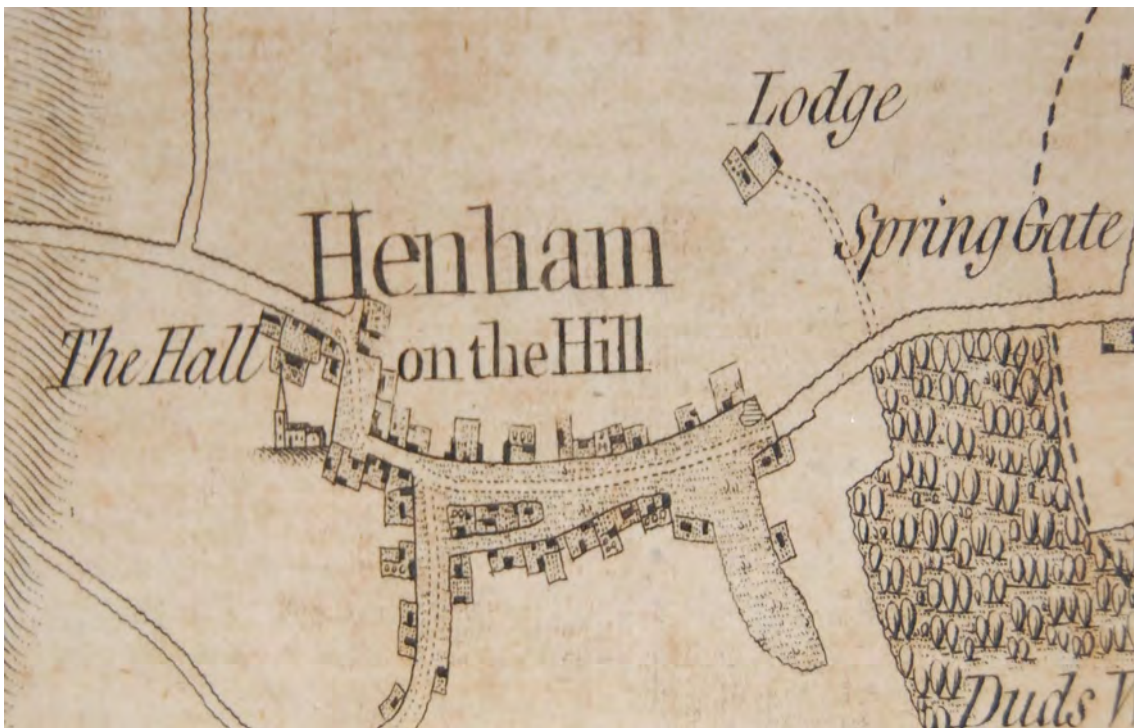 Lodge
Spring Gate
Henham
on the Hill
The Hall
Duds